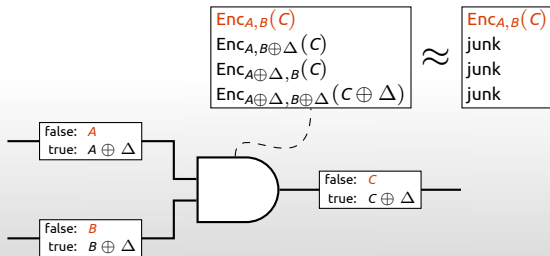 Enc_{A,B}(C)
Enc_{A,B⊕Δ}(C)
Enc_{A⊕Δ,B}(C)
Enc_{A⊕Δ,B⊕Δ}(C ⊕ Δ)
≈
Enc_{A,B}(C)
junk
junk
junk
false: A
true: A ⊕ Δ
false: C
true: C ⊕ Δ
false: B
true: B ⊕ Δ